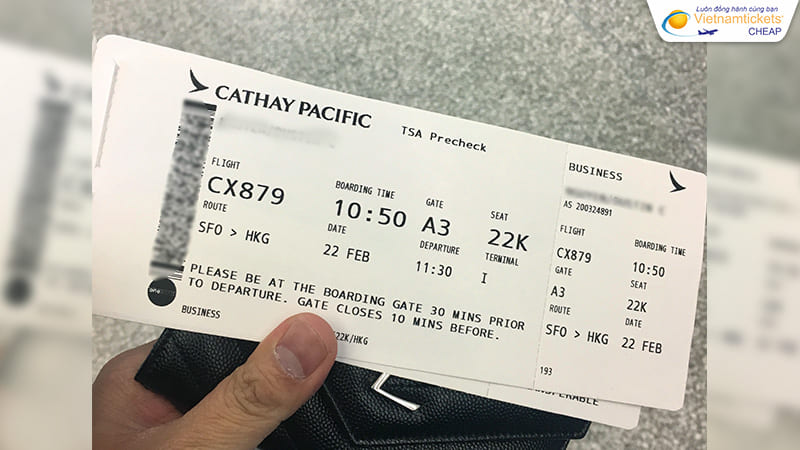 Luôn đồng hành cùng bạn
Vietnamtickets
CHEAP
CATHAY PACIFIC
TSA Precheck
FLIGHT
CX879
BOARDING TIME
10:50
GATE
A3
SEAT
22K
ROUTE
SFO > HKG
DATE
22 FEB
DEPARTURE
11:30
TERMINAL
I
PLEASE BE AT THE BOARDING GATE 30 MINS PRIOR
TO DEPARTURE. GATE CLOSES 10 MINS BEFORE.
BUSINESS
22K/HKG
BUSINESS
AS 200324891
FLIGHT
CX879
BOARDING TIME
10:50
GATE
A3
SEAT
22K
ROUTE
SFO > HKG
DATE
22 FEB
193